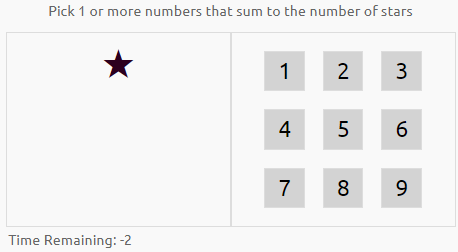 Pick 1 or more numbers that sum to the number of stars
1 2 3
4 5 6
7 8 9
Time Remaining: -2